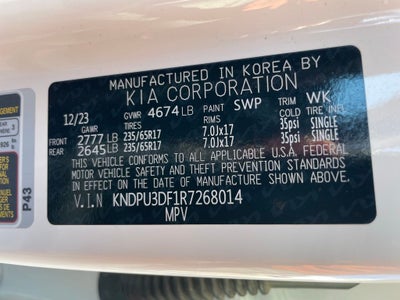 MANUFACTURED IN KOREA BY
KIA CORPORATION
12/23 GVWR 4674 LB PAINT SWP TRIM WK
GAWR TIRE RIMS COLD TIRE INFL
FRONT 2777 LB 235/65R17 7.0Jx17 35psi SINGLE
REAR 2645 LB 235/65R17 7.0Jx17 35psi SINGLE
THIS VEHICLE CONFORMS TO ALL APPLICABLE U.S.A. FEDERAL
MOTOR VEHICLE SAFETY AND THEFT PREVENTION STANDARDS
IN EFFECT ON THE DATE OF MANUFACTURE SHOWN ABOVE.
V.I.N KNDPU3DF1R7268014
MPV
P43